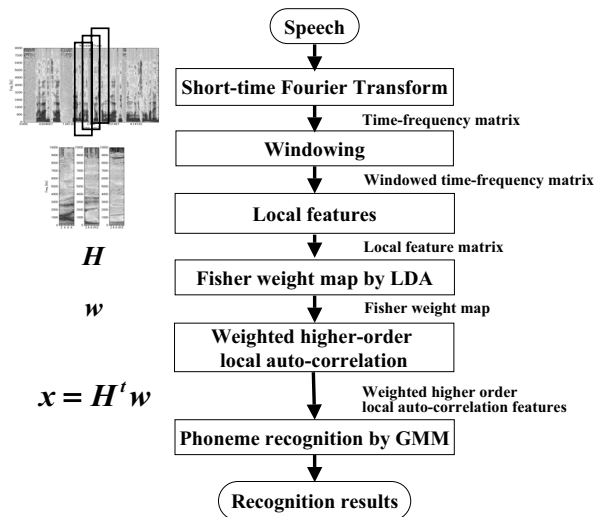 Speech
Short-time Fourier Transform
Time-frequency matrix
Windowing
Windowed time-frequency matrix
Local features
H
Local feature matrix
Fisher weight map by LDA
w
Fisher weight map
Weighted higher-order
local auto-correlation
x = Hᵗ w
Weighted higher order
local auto-correlation features
Phoneme recognition by GMM
Recognition results